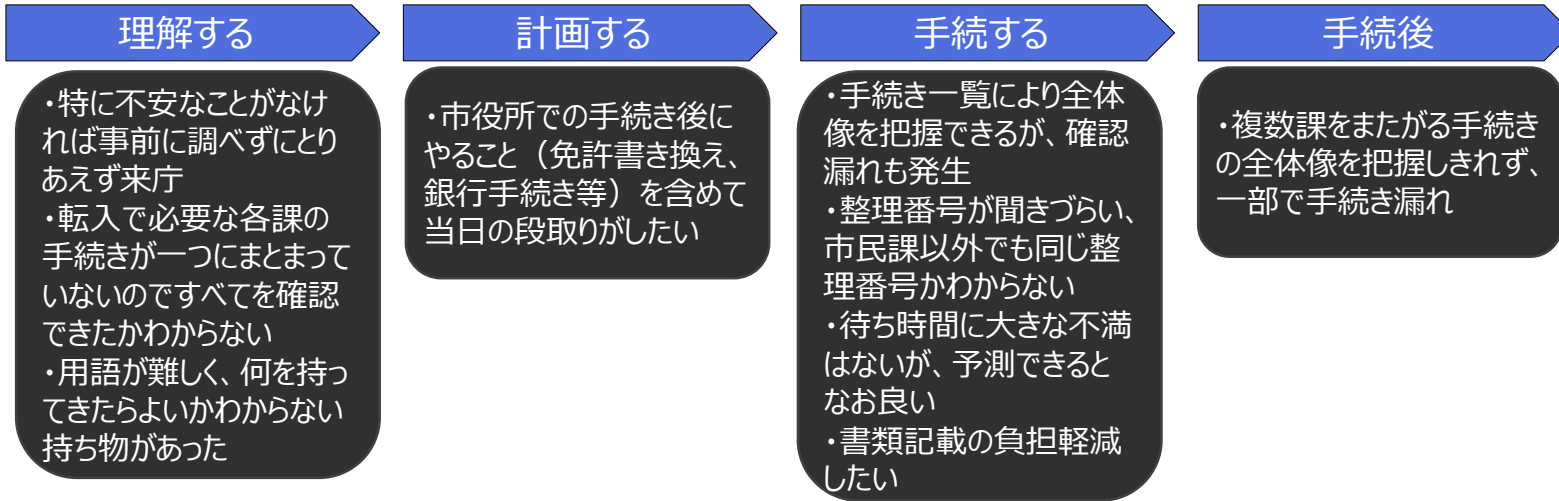 理解する
・特に不安なことがなけ
れば事前に調べずにとり
あえず来庁
・転入で必要な各課の
手続きが一つにまとまって
いないのですべてを確認
できたかわからない
・用語が難しく、何を持っ
てきたらよいかわからない
持ち物があった
計画する
・市役所での手続き後に
やること（免許書き換え、
銀行手続き等）を含めて
当日の段取りがしたい
手続する
・手続き一覧により全体
像を把握できるが、確認
漏れも発生
・整理番号が聞きづらい、
市民課以外でも同じ整
理番号かわからない
・待ち時間に大きな不満
はないが、予測できると
なお良い
・書類記載の負担軽減
したい
手続後
・複数課をまたがる手続き
の全体像を把握しきれず、
一部で手続き漏れ